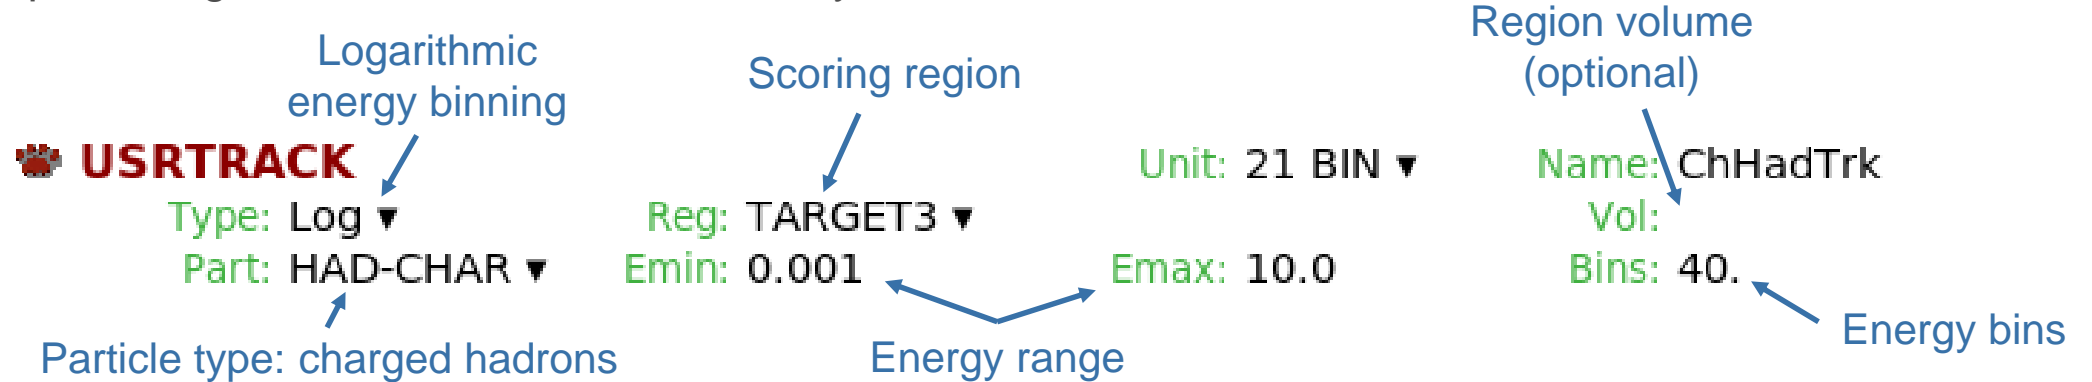 Region volume
(optional)
Logarithmic
energy binning
Scoring region
USRTRACK Unit: 21 BIN ▼ Name: ChHadTrk
Type: Log ▼ Reg: TARGET3 ▼ Vol:
Part: HAD-CHAR ▼ Emin: 0.001 Emax: 10.0 Bins: 40.
Particle type: charged hadrons
Energy range
Energy bins